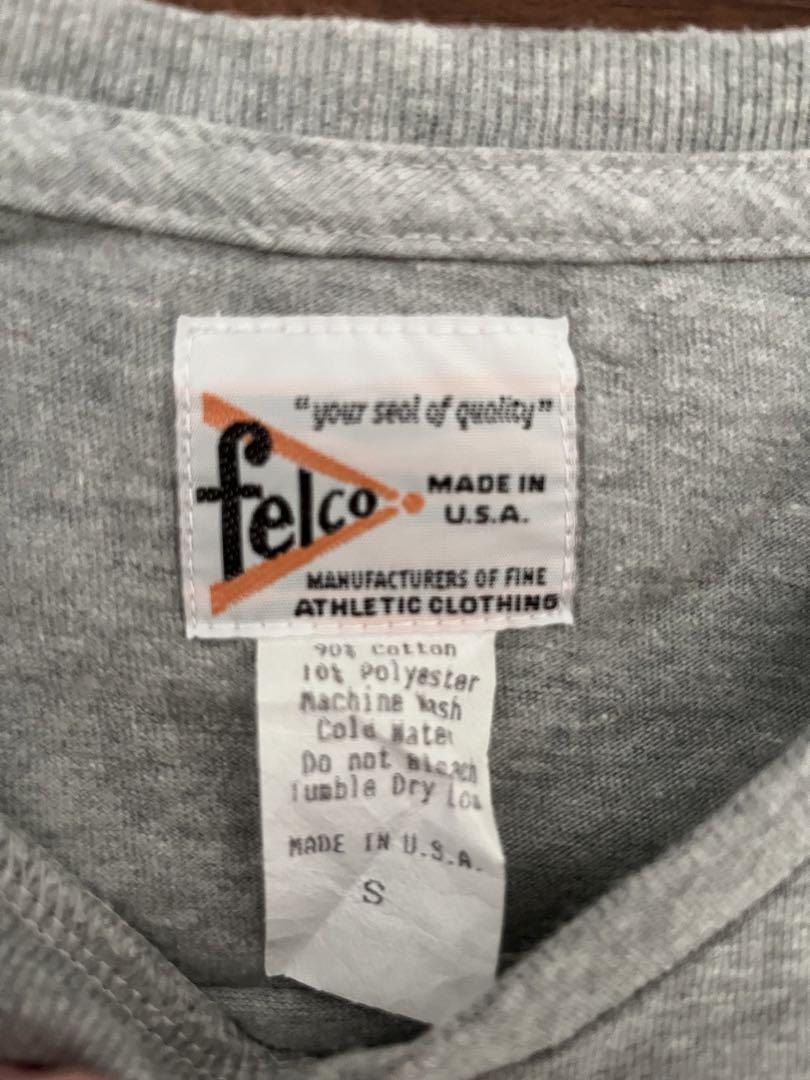 "your seal of quality"
felco
MADE IN
U.S.A.
MANUFACTURERS OF FINE
ATHLETIC CLOTHING
90% Cotton
10% Polyester
Machine Wash
Cold Water
Do not Bleach
Tumble Dry Low
MADE IN U.S.A.
S